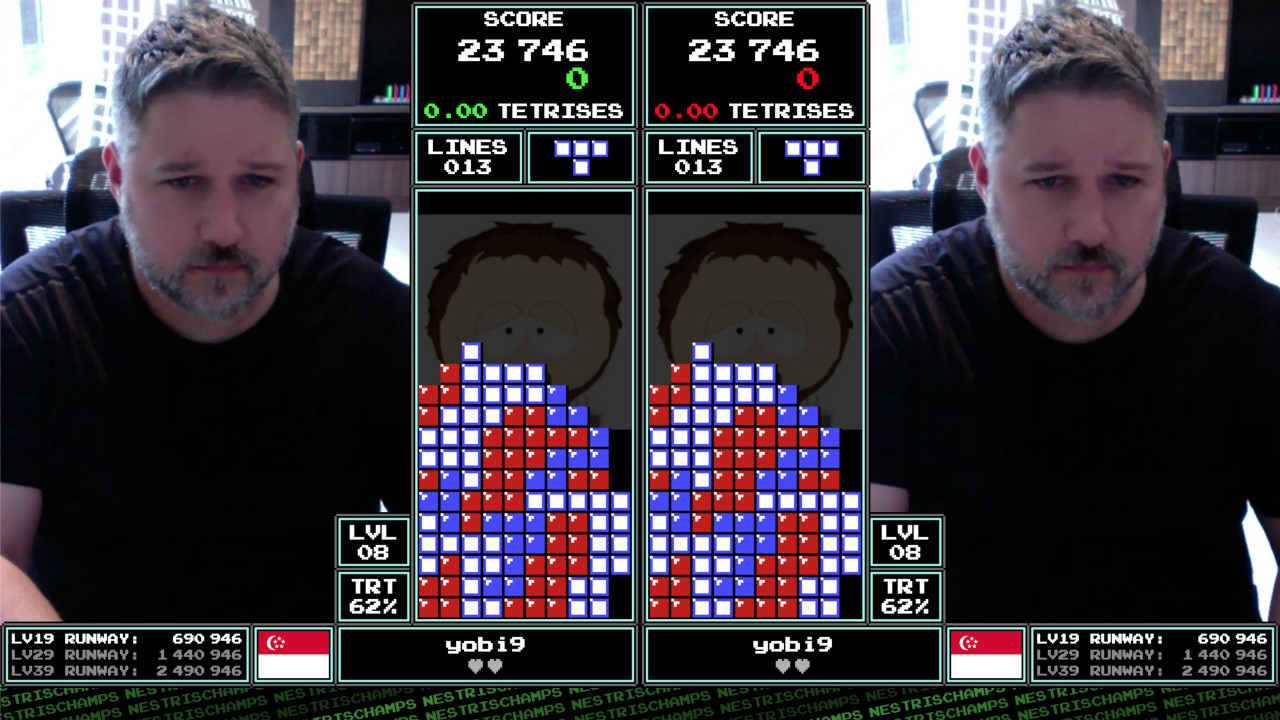 SCORE
23 746
0
0.00 TETRISES
LINES
013
SCORE
23 746
0
0.00 TETRISES
LINES
013
LVL
08
TRT
62%
LVL
08
TRT
62%
LV19 RUNWAY: 690 946
LV29 RUNWAY: 1 440 946
LV39 RUNWAY: 2 490 946
yobi9
yobi9
LV19 RUNWAY: 690 946
LV29 RUNWAY: 1 440 946
LV39 RUNWAY: 2 490 946
NESTRISCHAMPS NESTRISCHAMPS NESTRISCHAMPS NESTRISCHAMPS NESTRISCHAMPS NESTRISCHAMPS